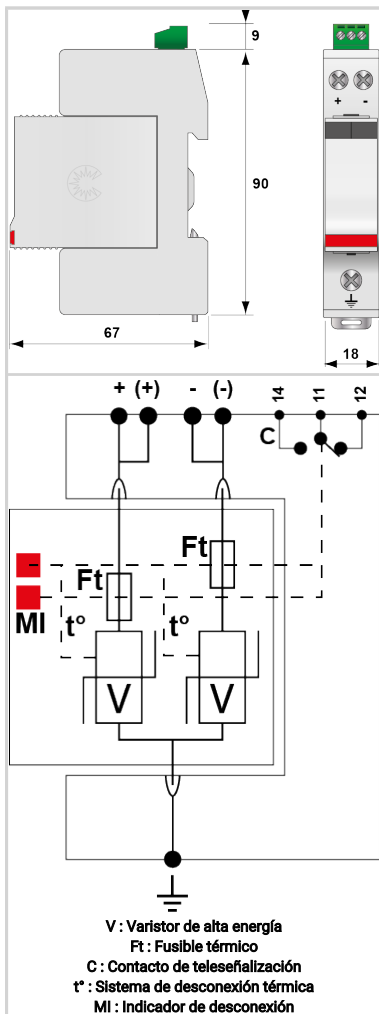 9
+ -
90
67
18
+ (+) - (-) 14 11 12
C
Ft
Ft
MI t° t°
V V
V : Varistor de alta energía
Ft : Fusible térmico
C : Contacto de teleseñalización
t° : Sistema de desconexión térmica
MI : Indicador de desconexión